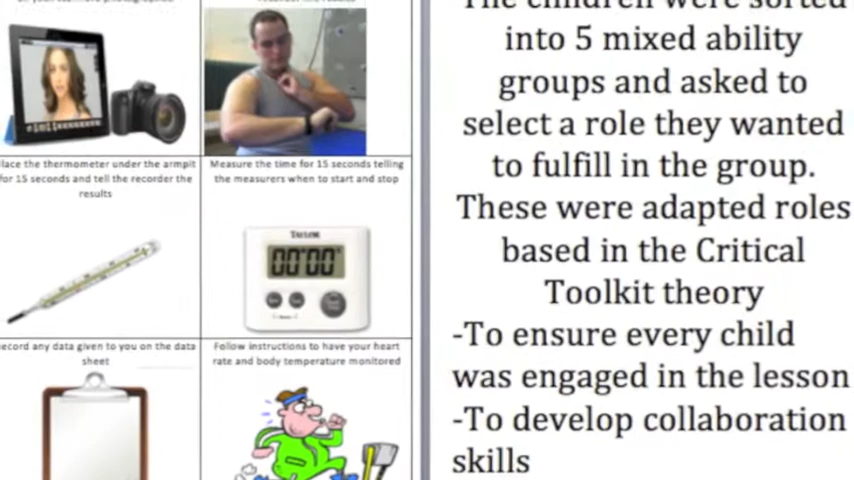 lace the thermometer under the armpit
for 15 seconds and tell the recorder the
results
Measure the time for 15 seconds telling
the measurers when to start and stop
TAYLOR
00:00
ecord any data given to you on the data
sheet
Follow instructions to have your heart
rate and body temperature monitored
The children were sorted
into 5 mixed ability
groups and asked to
select a role they wanted
to fulfill in the group.
These were adapted roles
based in the Critical
Toolkit theory
-To ensure every child
was engaged in the lesson
-To develop collaboration
skills